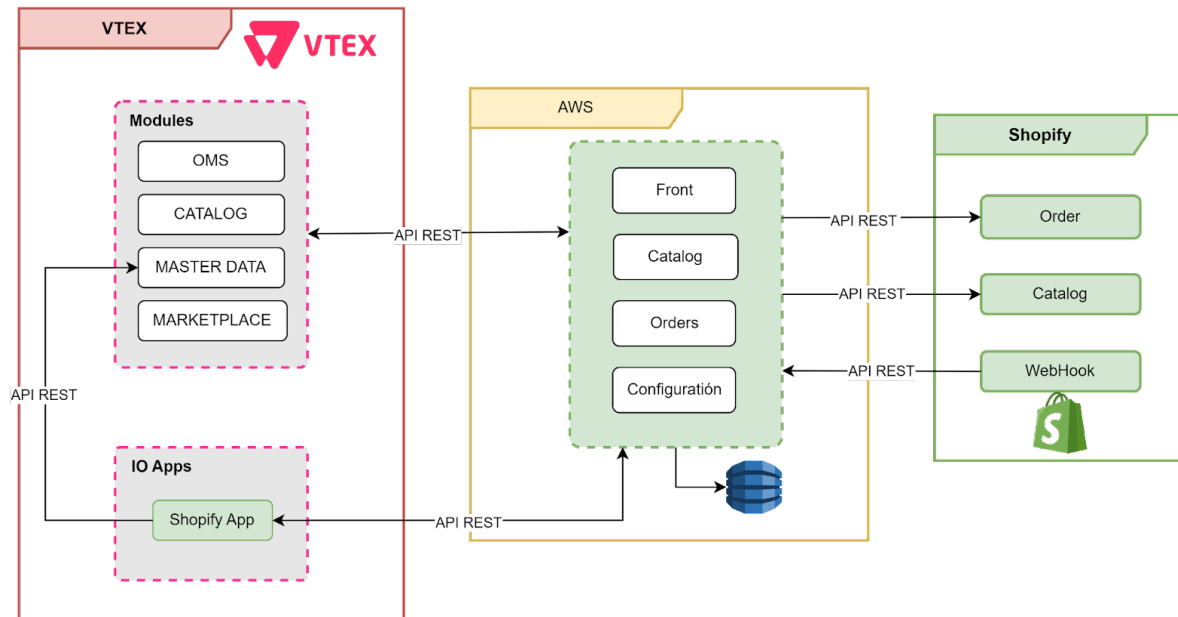 VTEX
VTEX
Modules
OMS
CATALOG
MASTER DATA
MARKETPLACE
API REST
IO Apps
Shopify App
API REST
API REST
AWS
Front
Catalog
Orders
Configuratión
API REST
API REST
API REST
Shopify
Order
Catalog
WebHook